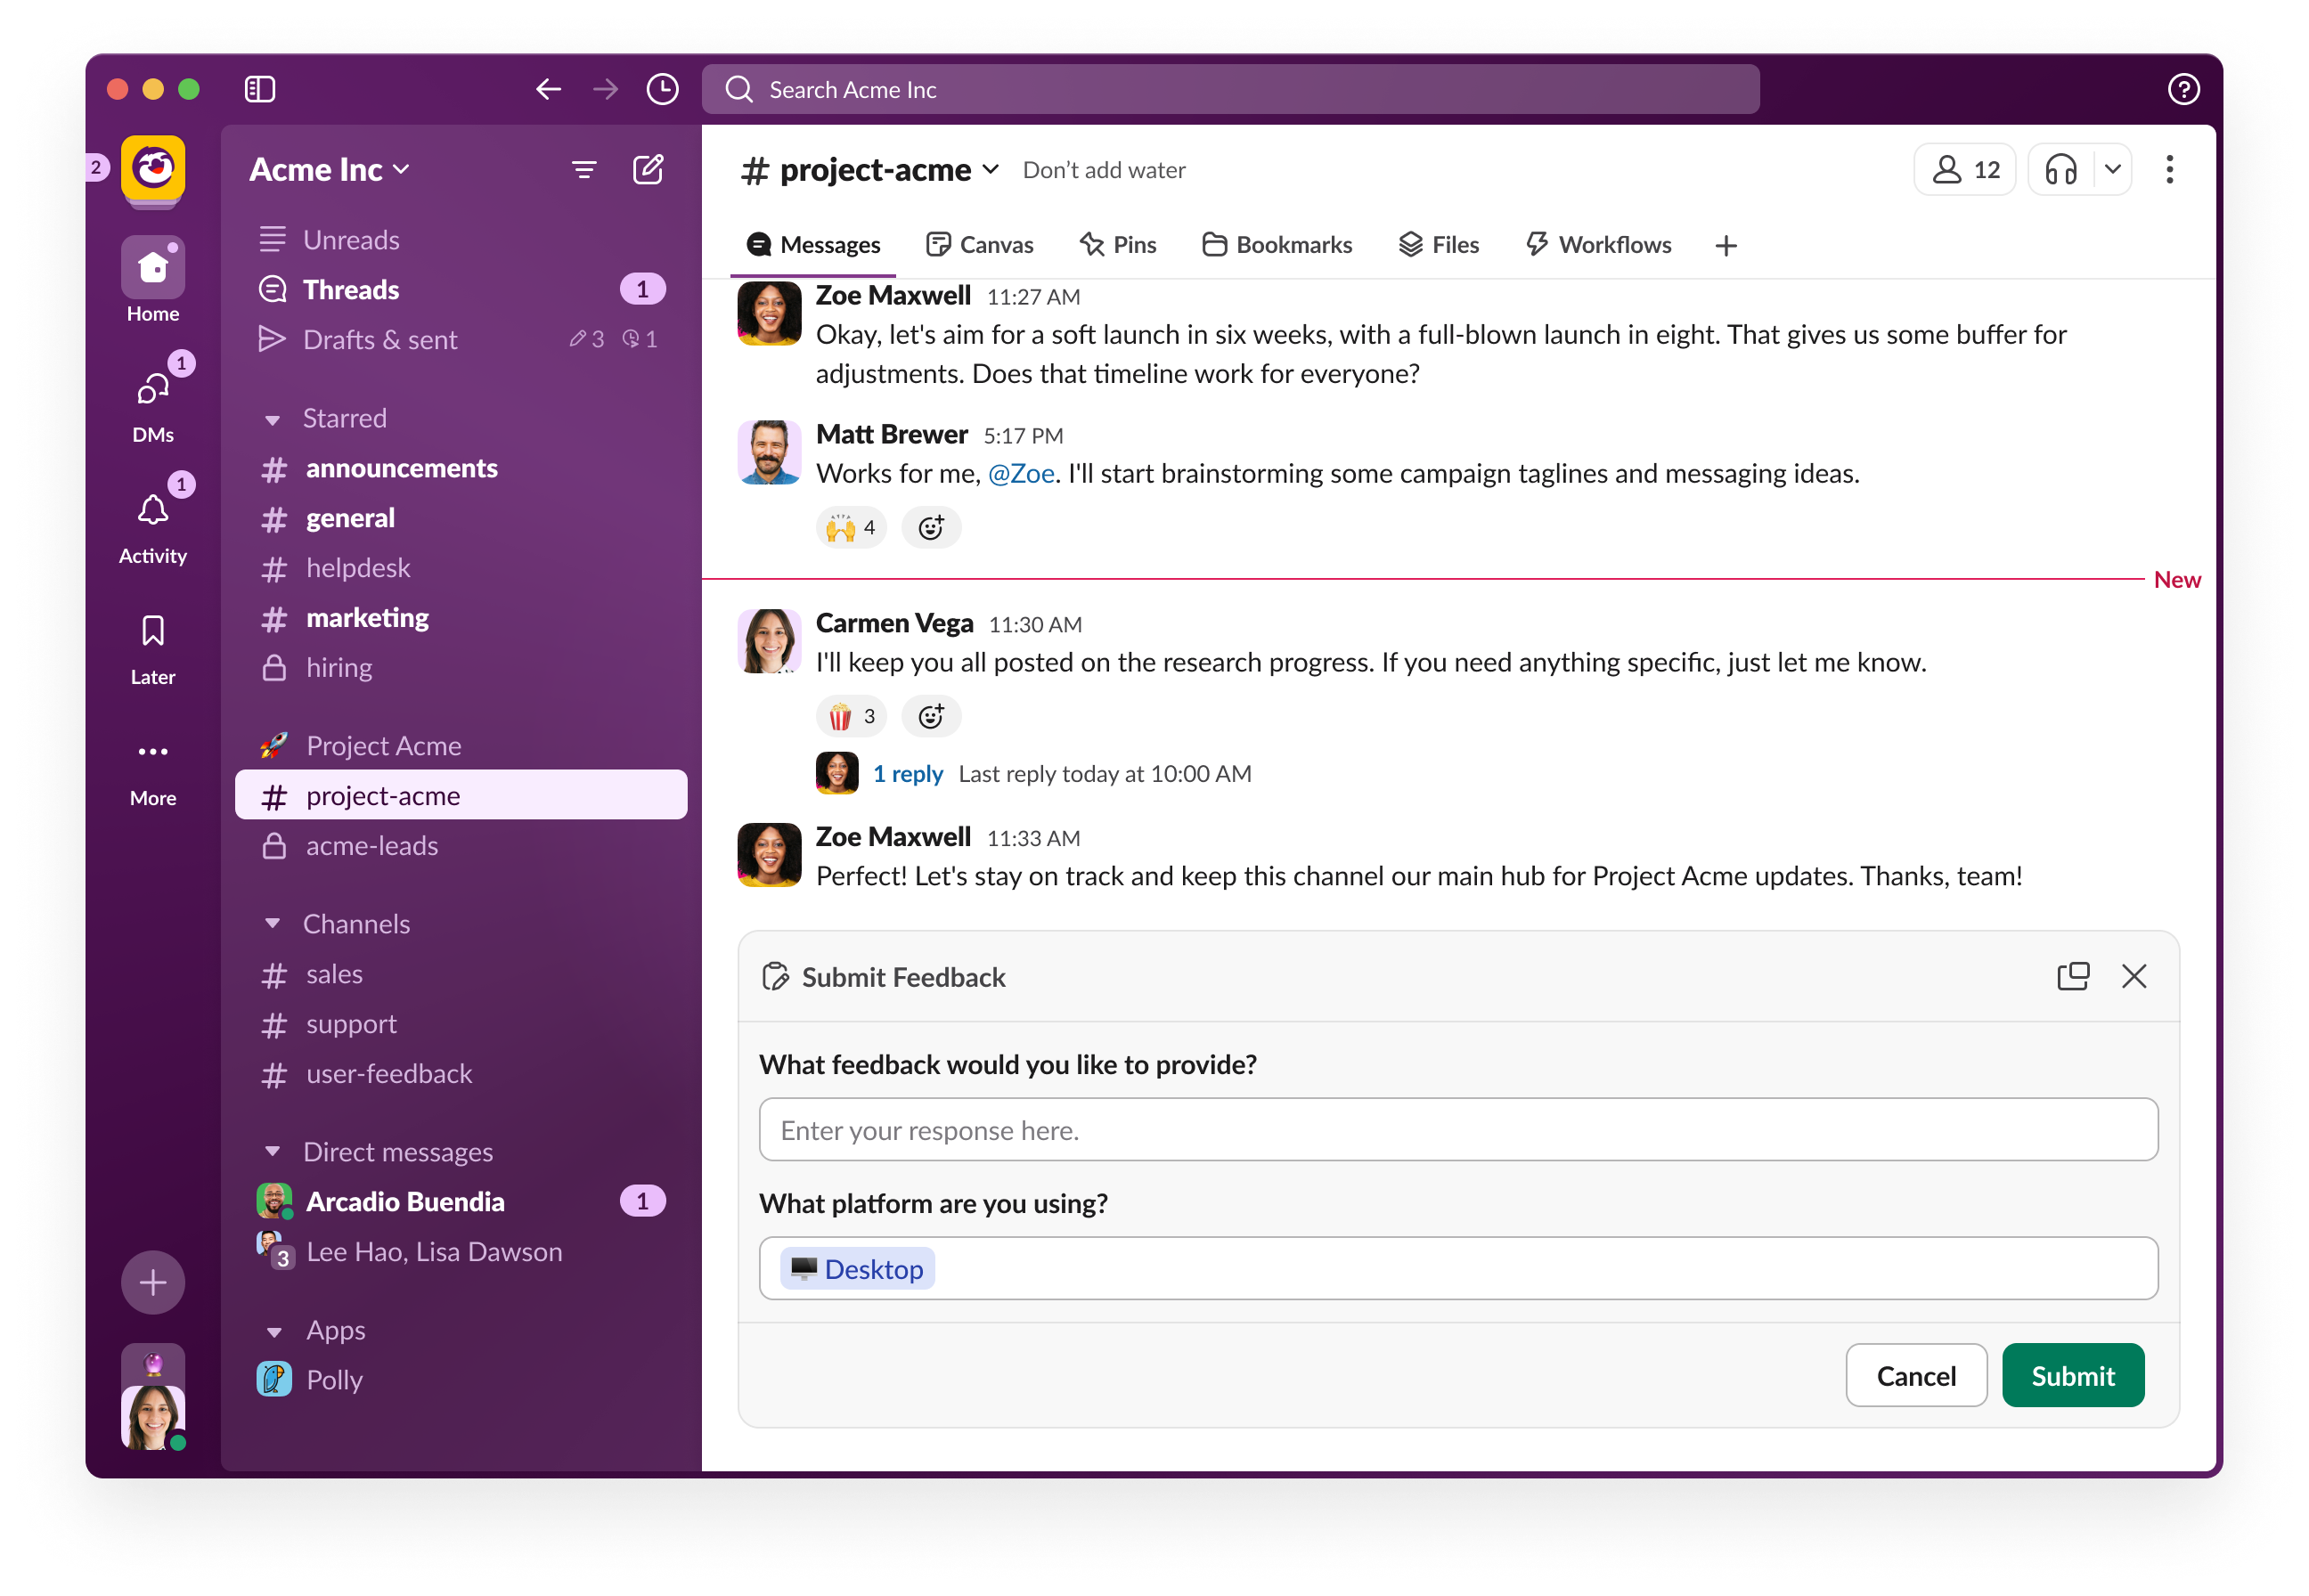 Search Acme Inc
2
Home
1
DMs
1
Activity
Later
More
Acme Inc
Unreads
Threads 1
Drafts & sent 3 1
Starred
announcements
general
helpdesk
marketing
hiring
Project Acme
project-acme
acme-leads
Channels
sales
support
user-feedback
Direct messages
Arcadio Buendia 1
3 Lee Hao, Lisa Dawson
Apps
Polly
# project-acme Don’t add water 12
Messages Canvas Pins Bookmarks Files Workflows
Zoe Maxwell 11:27 AM
Okay, let's aim for a soft launch in six weeks, with a full-blown launch in eight. That gives us some buffer for
adjustments. Does that timeline work for everyone?
Matt Brewer 5:17 PM
Works for me, @Zoe. I'll start brainstorming some campaign taglines and messaging ideas.
4
New
Carmen Vega 11:30 AM
I'll keep you all posted on the research progress. If you need anything specific, just let me know.
3
1 reply Last reply today at 10:00 AM
Zoe Maxwell 11:33 AM
Perfect! Let's stay on track and keep this channel our main hub for Project Acme updates. Thanks, team!
Submit Feedback
What feedback would you like to provide?
Enter your response here.
What platform are you using?
Desktop
Cancel Submit